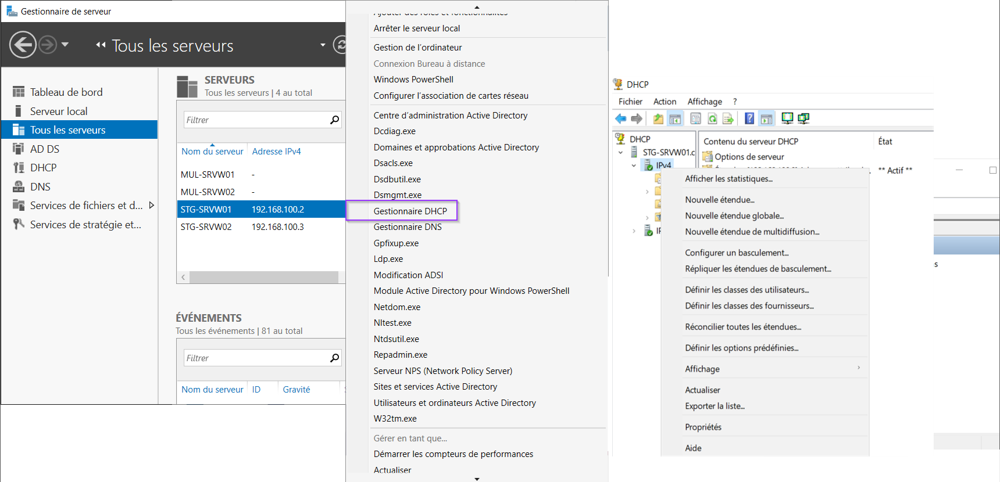 Gestionnaire de serveur
Tous les serveurs
Tableau de bord
Serveur local
Tous les serveurs
AD DS
DHCP
DNS
Services de fichiers et d...
Services de stratégie et...
SERVEURS
Tous les serveurs | 4 au total
Filtrer
Nom du serveur Adresse IPv4
MUL-SRVW01 -
MUL-SRVW02 -
STG-SRVW01 192.168.100.2
STG-SRVW02 192.168.100.3
ÉVÉNEMENTS
Tous les événements | 81 au total
Filtrer
Nom du serveur ID Gravité
Ajouter des rôles et fonctionnalités
Arrêter le serveur local
Gestion de l’ordinateur
Connexion Bureau à distance
Windows PowerShell
Configurer l’association de cartes réseau
Centre d’administration Active Directory
Dcdiag.exe
Domaines et approbations Active Directory
Dsacls.exe
Dsdbutil.exe
Dsmgmt.exe
Gestionnaire DHCP
Gestionnaire DNS
Gpfixup.exe
Ldp.exe
Modification ADSI
Module Active Directory pour Windows PowerShell
Netdom.exe
Nltest.exe
Ntdsutil.exe
Repadmin.exe
Serveur NPS (Network Policy Server)
Sites et services Active Directory
Utilisateurs et ordinateurs Active Directory
W32tm.exe
Gérer en tant que...
Démarrer les compteurs de performances
Actualiser
DHCP
Fichier Action Affichage ?
DHCP
STG-SRVW01.c
IPv4
Contenu du serveur DHCP État
Options de serveur
** Actif **
Afficher les statistiques...
Nouvelle étendue...
Nouvelle étendue globale...
Nouvelle étendue de multidiffusion...
Configurer un basculement...
Répliquer les étendues de basculement...
Définir les classes des utilisateurs...
Définir les classes des fournisseurs...
Réconcilier toutes les étendues...
Définir les options prédéfinies...
Affichage
Actualiser
Exporter la liste...
Propriétés
Aide
s